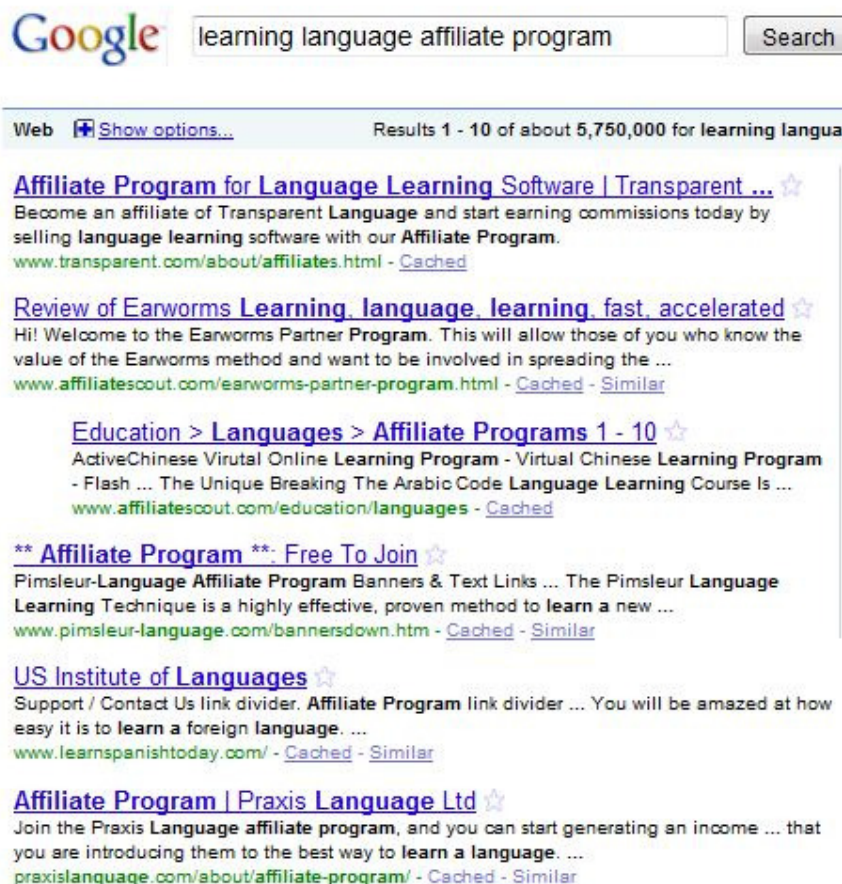 Google learning language affiliate program Search
Web Show options... Results 1 - 10 of about 5,750,000 for learning langua
Affiliate Program for Language Learning Software | Transparent ...
Become an affiliate of Transparent Language and start earning commissions today by
selling language learning software with our Affiliate Program.
www.transparent.com/about/affiliates.html - Cached
Review of Earworms Learning, language, learning, fast, accelerated
Hi! Welcome to the Earworms Partner Program. This will allow those of you who know the
value of the Earworms method and want to be involved in spreading the ...
www.affiliatescout.com/earworms-partner-program.html - Cached - Similar
Education > Languages > Affiliate Programs 1 - 10
ActiveChinese Virutal Online Learning Program - Virtual Chinese Learning Program
- Flash ... The Unique Breaking The Arabic Code Language Learning Course Is ...
www.affiliatescout.com/education/languages - Cached
** Affiliate Program **: Free To Join
Pimsleur-Language Affiliate Program Banners & Text Links ... The Pimsleur Language
Learning Technique is a highly effective, proven method to learn a new ...
www.pimsleur-language.com/bannersdown.htm - Cached - Similar
US Institute of Languages
Support / Contact Us link divider. Affiliate Program link divider ... You will be amazed at how
easy it is to learn a foreign language. ...
www.learnspanishtoday.com/ - Cached - Similar
Affiliate Program | Praxis Language Ltd
Join the Praxis Language affiliate program, and you can start generating an income ... that
you are introducing them to the best way to learn a language. ...
praxislanguage.com/about/affiliate-program/ - Cached - Similar